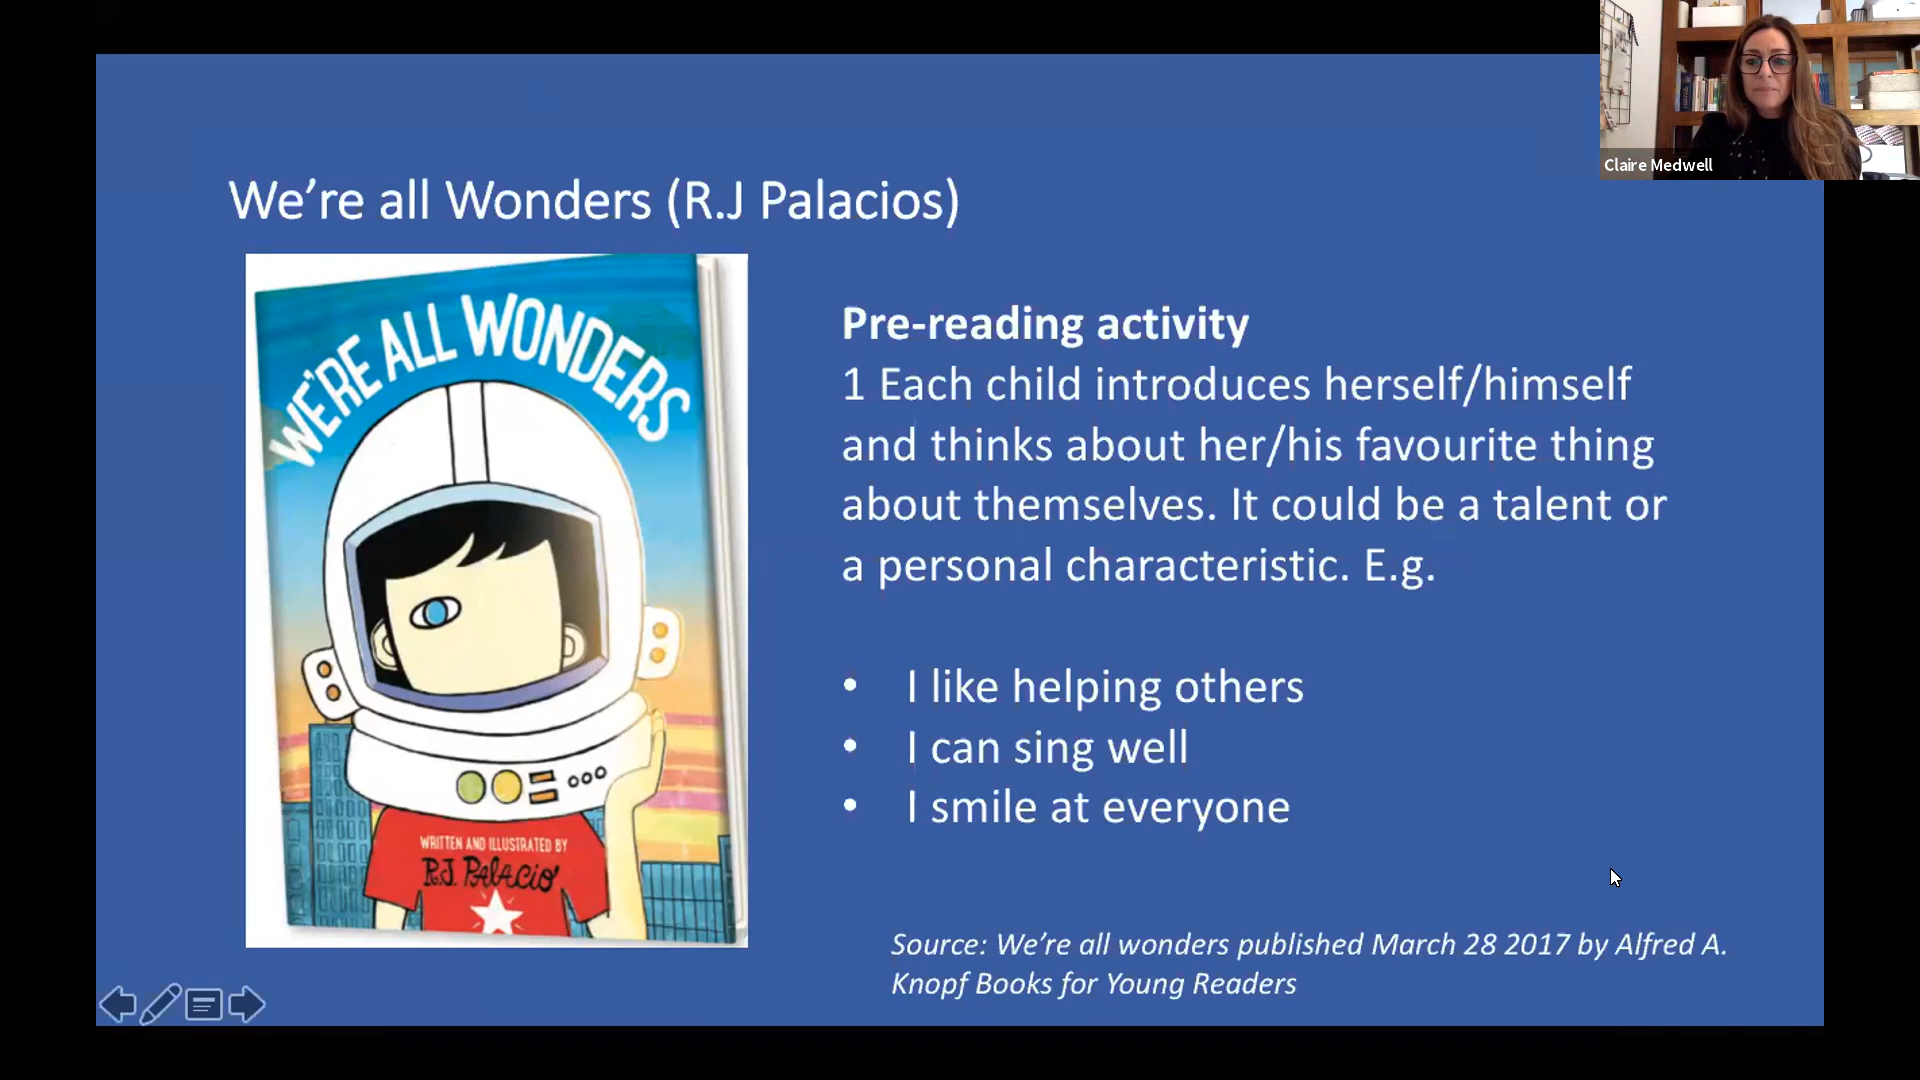 Claire Medwell
We’re all Wonders (R.J Palacios)
WE'RE ALL WONDERS
WRITTEN AND ILLUSTRATED BY
R.J. PALACIO
Pre-reading activity
1 Each child introduces herself/himself
and thinks about her/his favourite thing
about themselves. It could be a talent or
a personal characteristic. E.g.
• I like helping others
• I can sing well
• I smile at everyone
Source: We’re all wonders published March 28 2017 by Alfred A.
Knopf Books for Young Readers